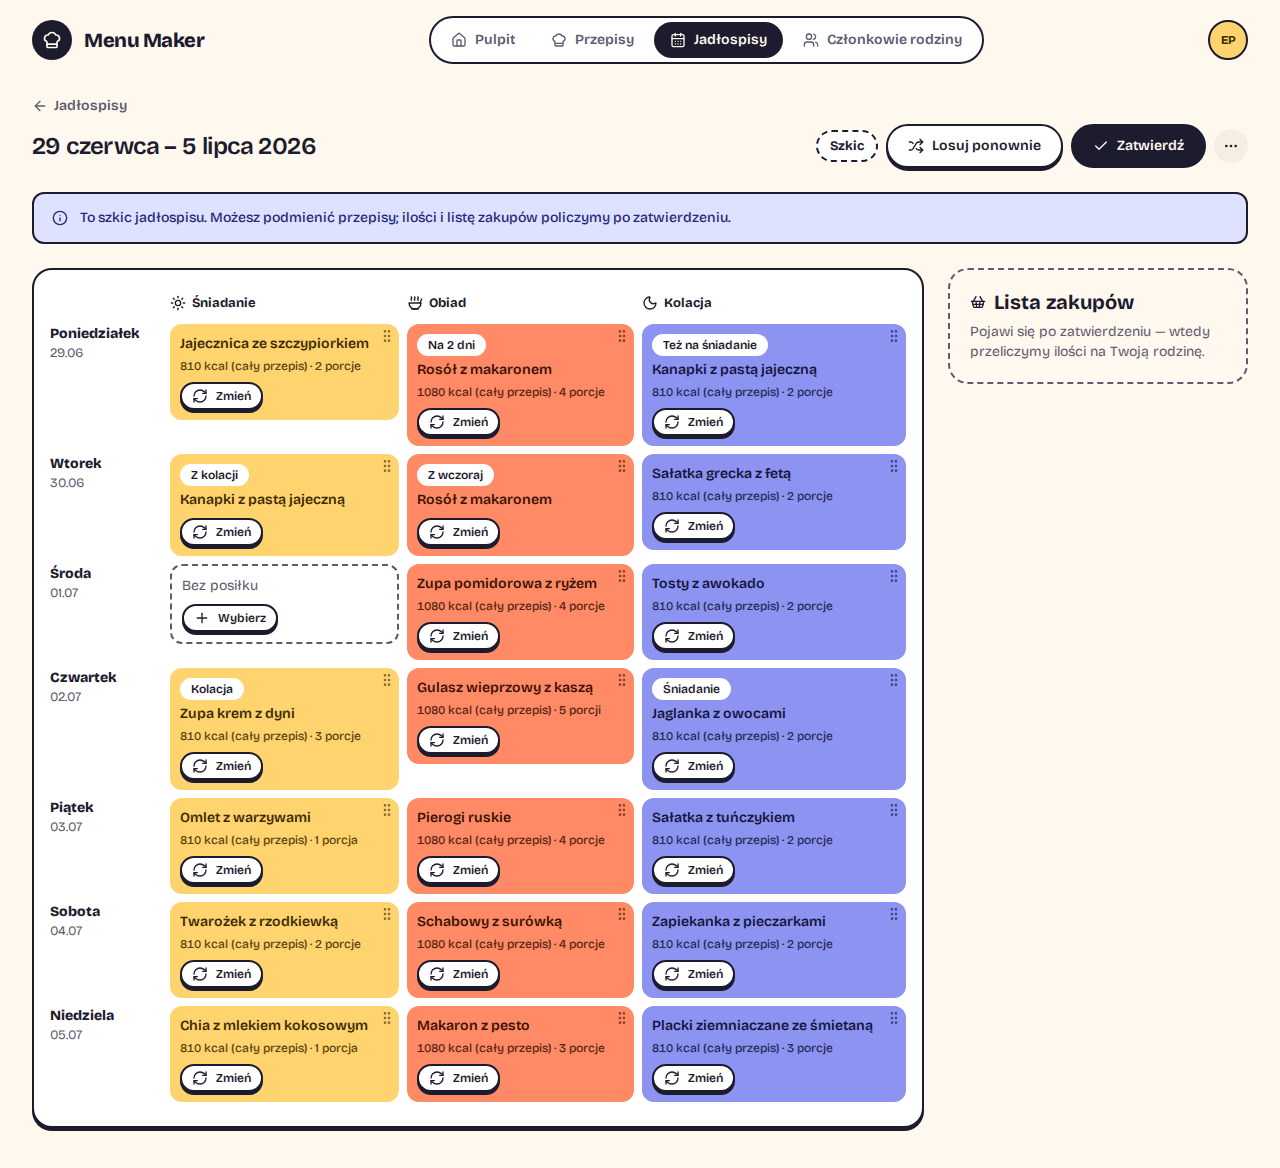 Menu Maker
Pulpit
Przepisy
Jadłospisy
Członkowie rodziny
EP
Jadłospisy
29 czerwca – 5 lipca 2026
Szkic
Losuj ponownie
Zatwierdź
To szkic jadłospisu. Możesz podmienić przepisy; ilości i listę zakupów policzymy po zatwierdzeniu.
Śniadanie
Obiad
Kolacja
Poniedziałek
29.06
Jajecznica ze szczypiorkiem
810 kcal (cały przepis) · 2 porcje
Zmień
Na 2 dni
Rosół z makaronem
1080 kcal (cały przepis) · 4 porcje
Zmień
Też na śniadanie
Kanapki z pastą jajeczną
810 kcal (cały przepis) · 2 porcje
Zmień
Wtorek
30.06
Z kolacji
Kanapki z pastą jajeczną
Zmień
Z wczoraj
Rosół z makaronem
Zmień
Sałatka grecka z fetą
810 kcal (cały przepis) · 2 porcje
Zmień
Środa
01.07
Bez posiłku
Wybierz
Zupa pomidorowa z ryżem
1080 kcal (cały przepis) · 4 porcje
Zmień
Tosty z awokado
810 kcal (cały przepis) · 2 porcje
Zmień
Czwartek
02.07
Kolacja
Zupa krem z dyni
810 kcal (cały przepis) · 3 porcje
Zmień
Gulasz wieprzowy z kaszą
1080 kcal (cały przepis) · 5 porcji
Zmień
Śniadanie
Jaglanka z owocami
810 kcal (cały przepis) · 2 porcje
Zmień
Piątek
03.07
Omlet z warzywami
810 kcal (cały przepis) · 1 porcja
Zmień
Pierogi ruskie
1080 kcal (cały przepis) · 4 porcje
Zmień
Sałatka z tuńczykiem
810 kcal (cały przepis) · 2 porcje
Zmień
Sobota
04.07
Twarożek z rzodkiewką
810 kcal (cały przepis) · 2 porcje
Zmień
Schabowy z surówką
1080 kcal (cały przepis) · 4 porcje
Zmień
Zapiekanka z pieczarkami
810 kcal (cały przepis) · 2 porcje
Zmień
Niedziela
05.07
Chia z mlekiem kokosowym
810 kcal (cały przepis) · 1 porcja
Zmień
Makaron z pesto
1080 kcal (cały przepis) · 3 porcje
Zmień
Placki ziemniaczane ze śmietaną
810 kcal (cały przepis) · 3 porcje
Zmień
Lista zakupów
Pojawi się po zatwierdzeniu — wtedy
przeliczymy ilości na Twoją rodzinę.